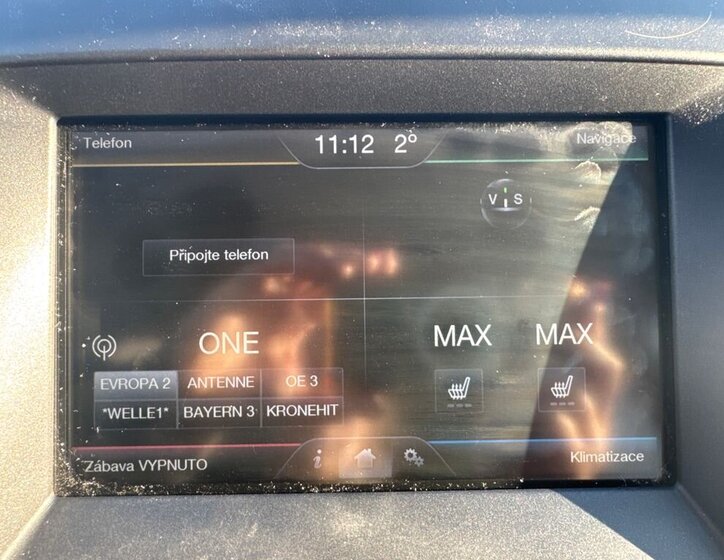 Telefon
11:12 2°
Navigace
V S
Připojte telefon
ONE
MAX MAX
EVROPA 2 ANTENNE OE 3
*WELLE1* BAYERN 3 KRONEHIT
Zábava VYPNUTO
i
Klimatizace